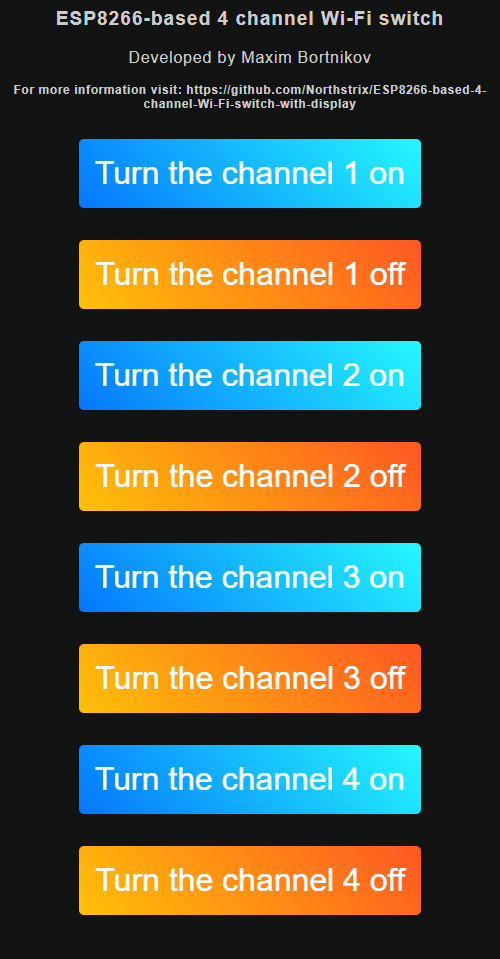 ESP8266-based 4 channel Wi-Fi switch
Developed by Maxim Bortnikov
For more information visit: https://github.com/Northstrix/ESP8266-based-4-
channel-Wi-Fi-switch-with-display
Turn the channel 1 on
Turn the channel 1 off
Turn the channel 2 on
Turn the channel 2 off
Turn the channel 3 on
Turn the channel 3 off
Turn the channel 4 on
Turn the channel 4 off